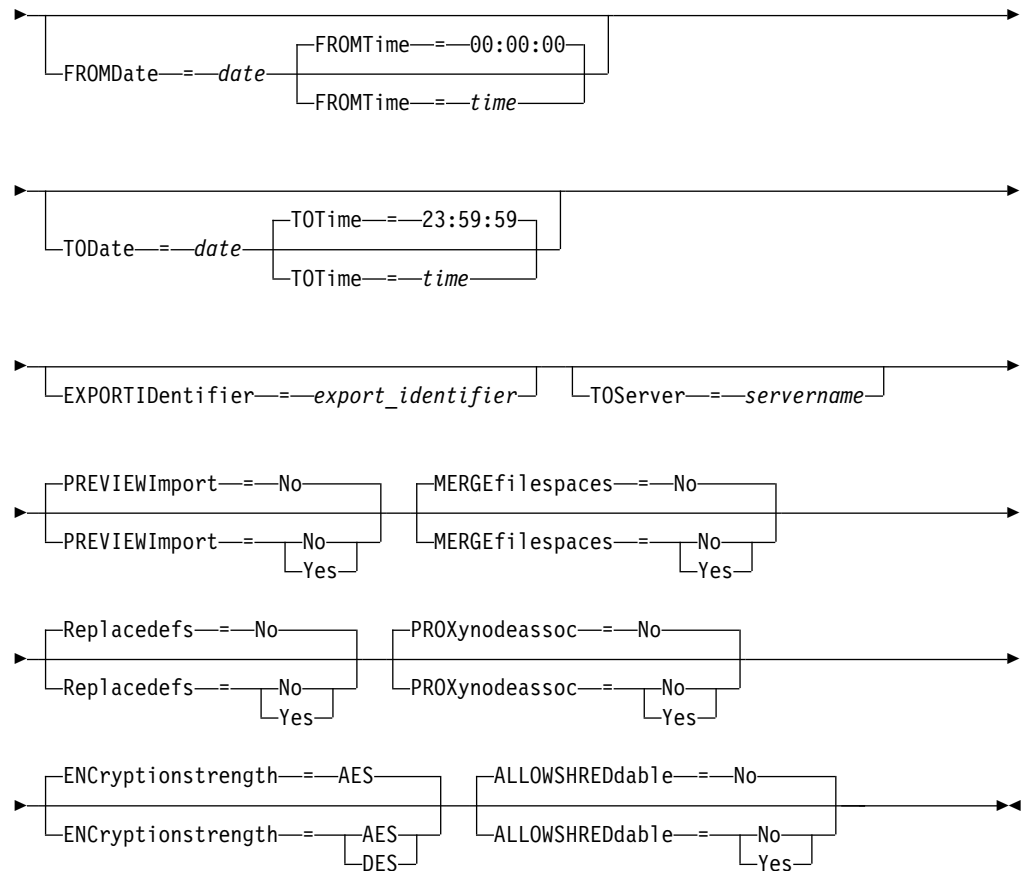 FROMTime = 00:00:00
FROMDate = date
FROMTime = time
TOTime = 23:59:59
TODate = date
TOTime = time
EXPORTIDentifier = export_identifier TOServer = servername
PREVIEWImport = No MERGEfilespaces = No
PREVIEWImport = No MERGEfilespaces = No
Yes Yes
Replacedefs = No PROXynodeassoc = No
Replacedefs = No PROXynodeassoc = No
Yes Yes
ENCryptionstrength = AES ALLOWSHREDdable = No
ENCryptionstrength = AES ALLOWSHREDdable = No
DES Yes